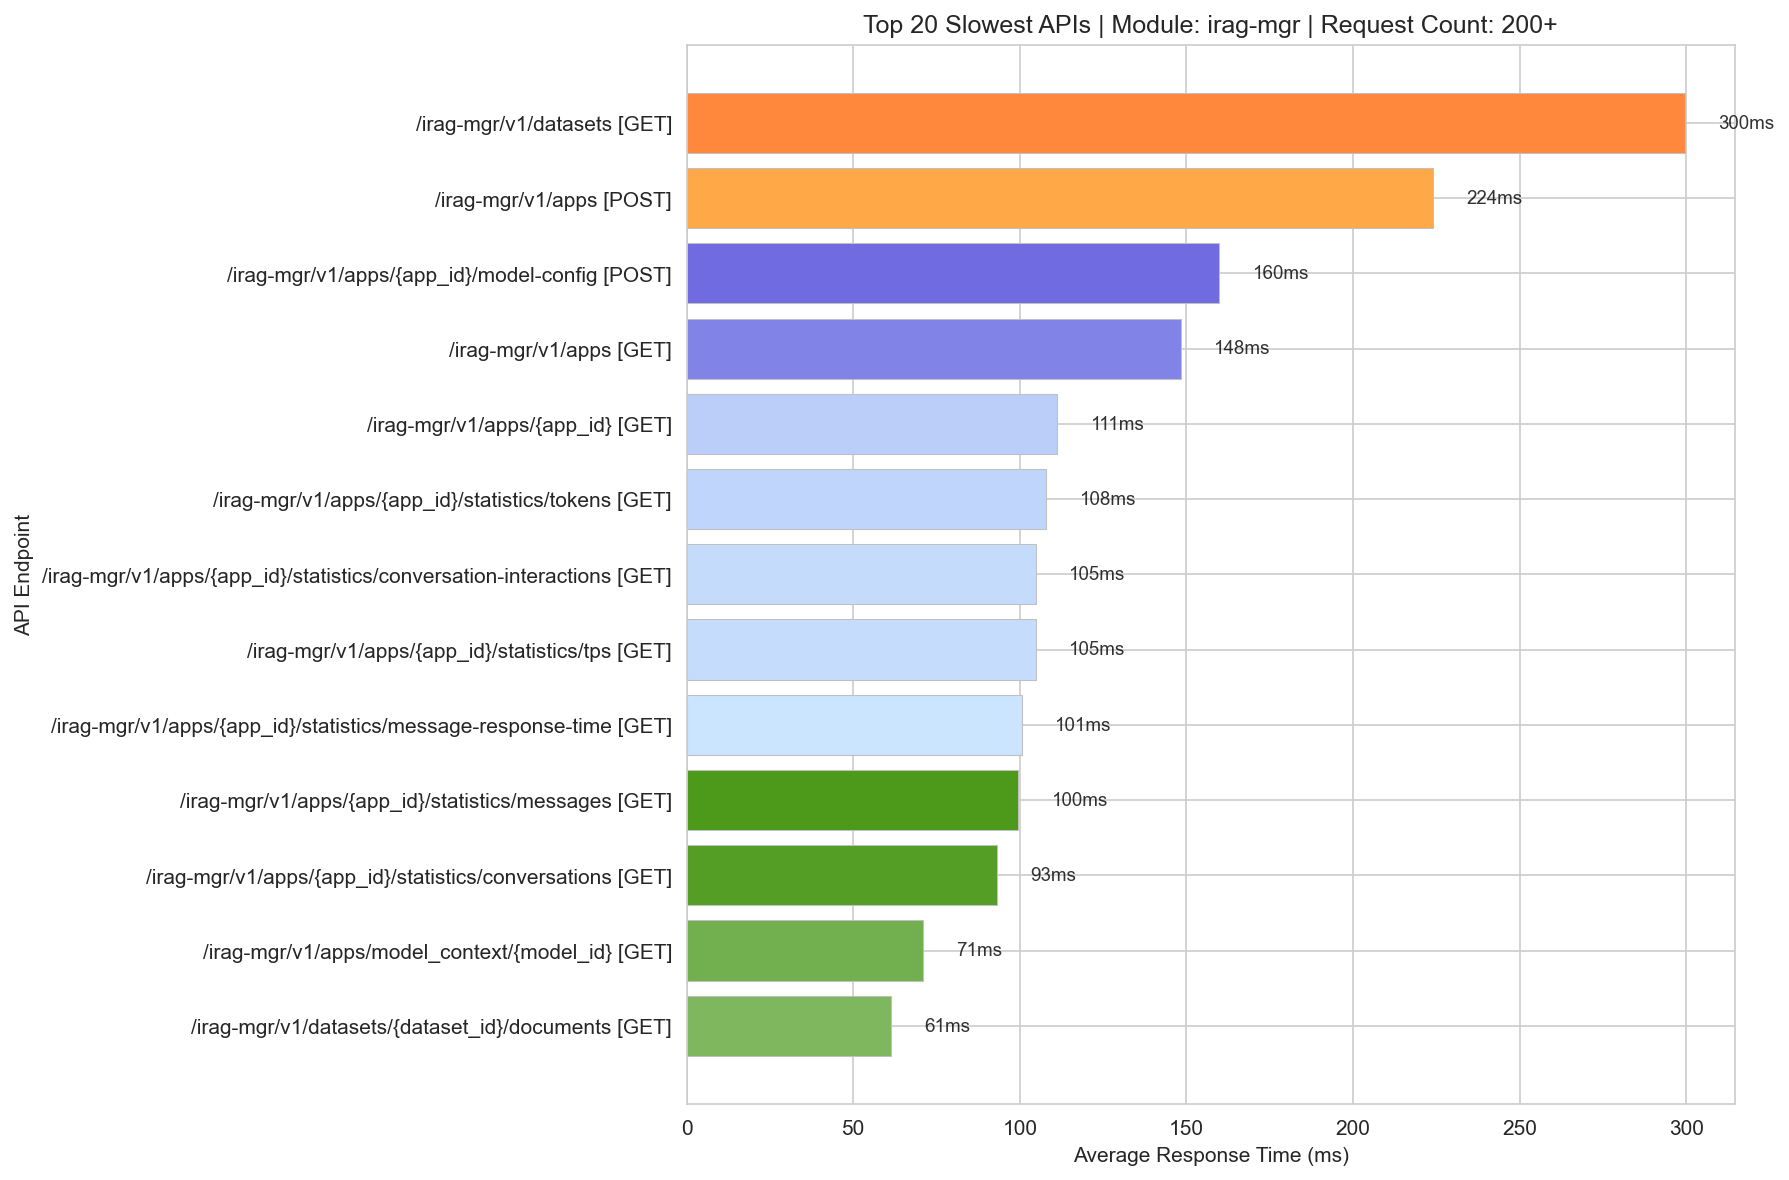 Top 20 Slowest APIs | Module: irag-mgr | Request Count: 200+
/irag-mgr/v1/datasets [GET] 300ms
/irag-mgr/v1/apps [POST] 224ms
/irag-mgr/v1/apps/{app_id}/model-config [POST] 160ms
/irag-mgr/v1/apps [GET] 148ms
/irag-mgr/v1/apps/{app_id} [GET] 111ms
/irag-mgr/v1/apps/{app_id}/statistics/tokens [GET] 108ms
/irag-mgr/v1/apps/{app_id}/statistics/conversation-interactions [GET] 105ms
/irag-mgr/v1/apps/{app_id}/statistics/tps [GET] 105ms
/irag-mgr/v1/apps/{app_id}/statistics/message-response-time [GET] 101ms
/irag-mgr/v1/apps/{app_id}/statistics/messages [GET] 100ms
/irag-mgr/v1/apps/{app_id}/statistics/conversations [GET] 93ms
/irag-mgr/v1/apps/model_context/{model_id} [GET] 71ms
/irag-mgr/v1/datasets/{dataset_id}/documents [GET] 61ms
API Endpoint
0 50 100 150 200 250 300
Average Response Time (ms)